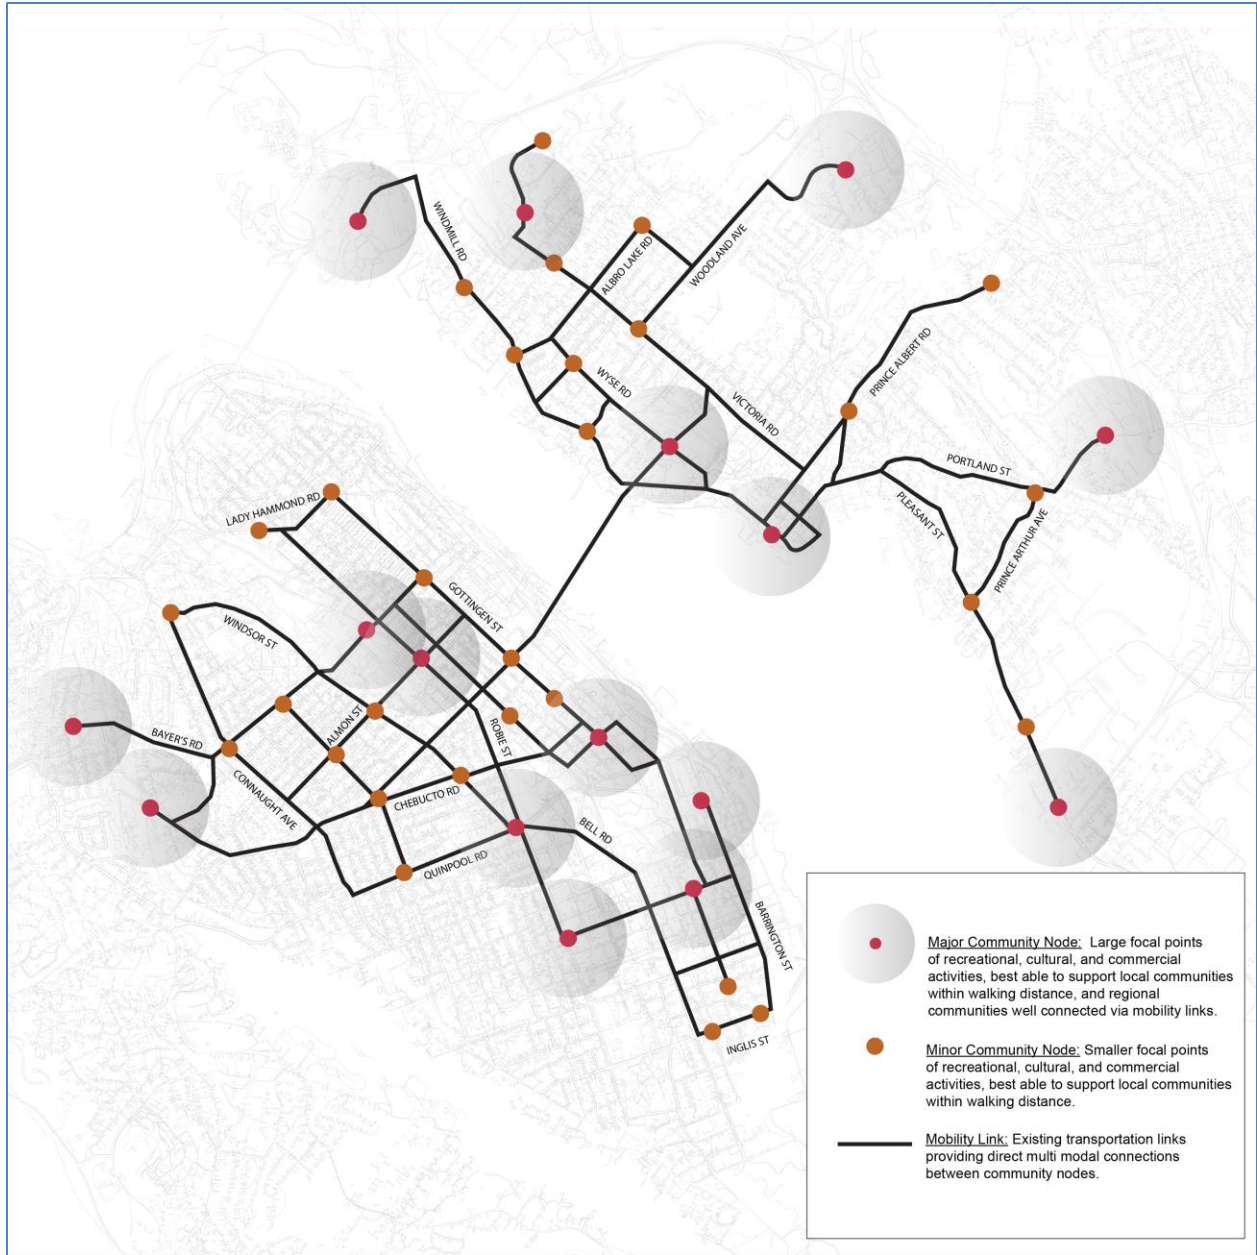 WINDMILL RD
ALBRO LAKE RD
WOODLAND AVE
WYSE RD
VICTORIA RD
PRINCE ALBERT RD
PORTLAND ST
PLEASANT ST
PRINCE ARTHUR AVE
LADY HAMMOND RD
GOTTINGEN ST
WINDSOR ST
ALMON ST
ROBIE ST
BAYER'S RD
CONNAUGHT AVE
CHEBUCTO RD
BELL RD
QUINPOOL RD
BARRINGTON ST
INGLIS ST
Major Community Node: Large focal points
of recreational, cultural, and commercial
activities, best able to support local communities
within walking distance, and regional
communities well connected via mobility links.
Minor Community Node: Smaller focal points
of recreational, cultural, and commercial
activities, best able to support local communities
within walking distance.
Mobility Link: Existing transportation links
providing direct multi modal connections
between community nodes.